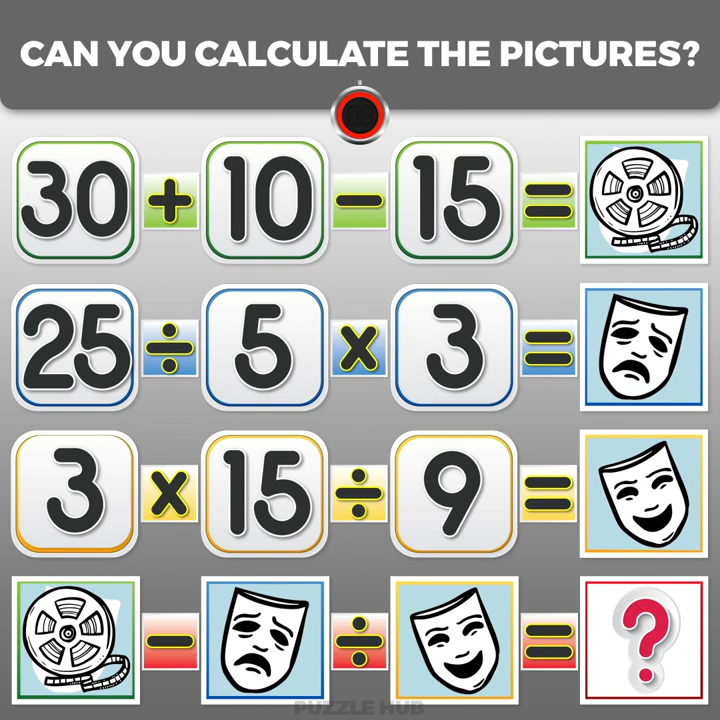 CAN YOU CALCULATE THE PICTURES?
30 + 10 − 15 =
25 ÷ 5 x 3 =
3 x 15 ÷ 9 =
− ÷ = ?
PUZZLE HUB